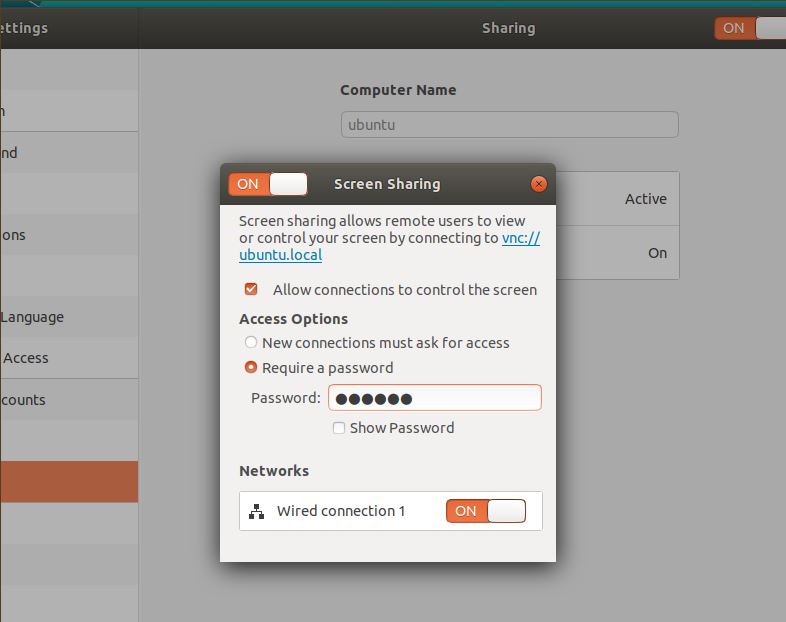 ettings
Sharing
ON
Computer Name
ubuntu
nd
ons
Language
Access
counts
Active
On
ON
Screen Sharing
Screen sharing allows remote users to view
or control your screen by connecting to vnc://
ubuntu.local
Allow connections to control the screen
Access Options
New connections must ask for access
Require a password
Password: ●●●●●●
Show Password
Networks
Wired connection 1
ON